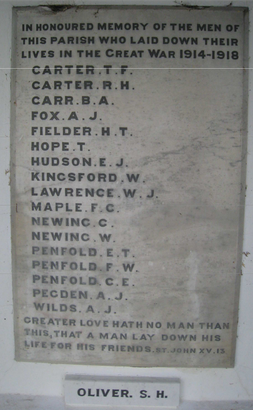 IN HONOURED MEMORY OF THE MEN OF
THIS PARISH WHO LAID DOWN THEIR
LIVES IN THE GREAT WAR 1914-1918
CARTER. T. F.
CARTER. R. H.
CARR. B. A.
FOX. A. J.
FIELDER. H. T.
HOPE. T.
HUDSON. E. J.
KINGSFORD. W.
LAWRENCE. W. J.
MAPLE. F. C.
NEWING. C.
NEWING. W.
PENFOLD. E. T.
PENFOLD. F. W.
PENFOLD. C. E.
PEGDEN. A. J.
WILDS. A. J.
GREATER LOVE HATH NO MAN THAN
THIS, THAT A MAN LAY DOWN HIS
LIFE FOR HIS FRIENDS. ST. JOHN XV. 13.
OLIVER. S. H.